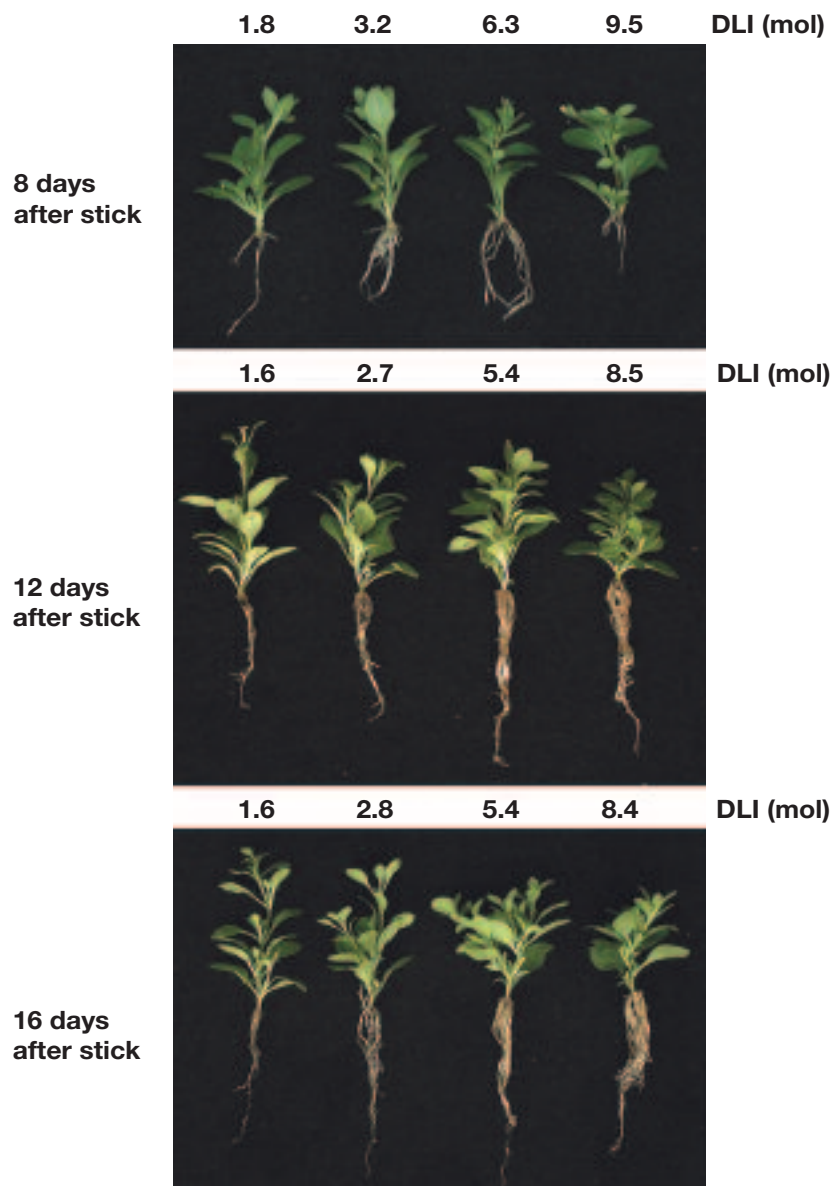 1.8 3.2 6.3 9.5 DLI (mol)
8 days
after stick
1.6 2.7 5.4 8.5 DLI (mol)
12 days
after stick
1.6 2.8 5.4 8.4 DLI (mol)
16 days
after stick